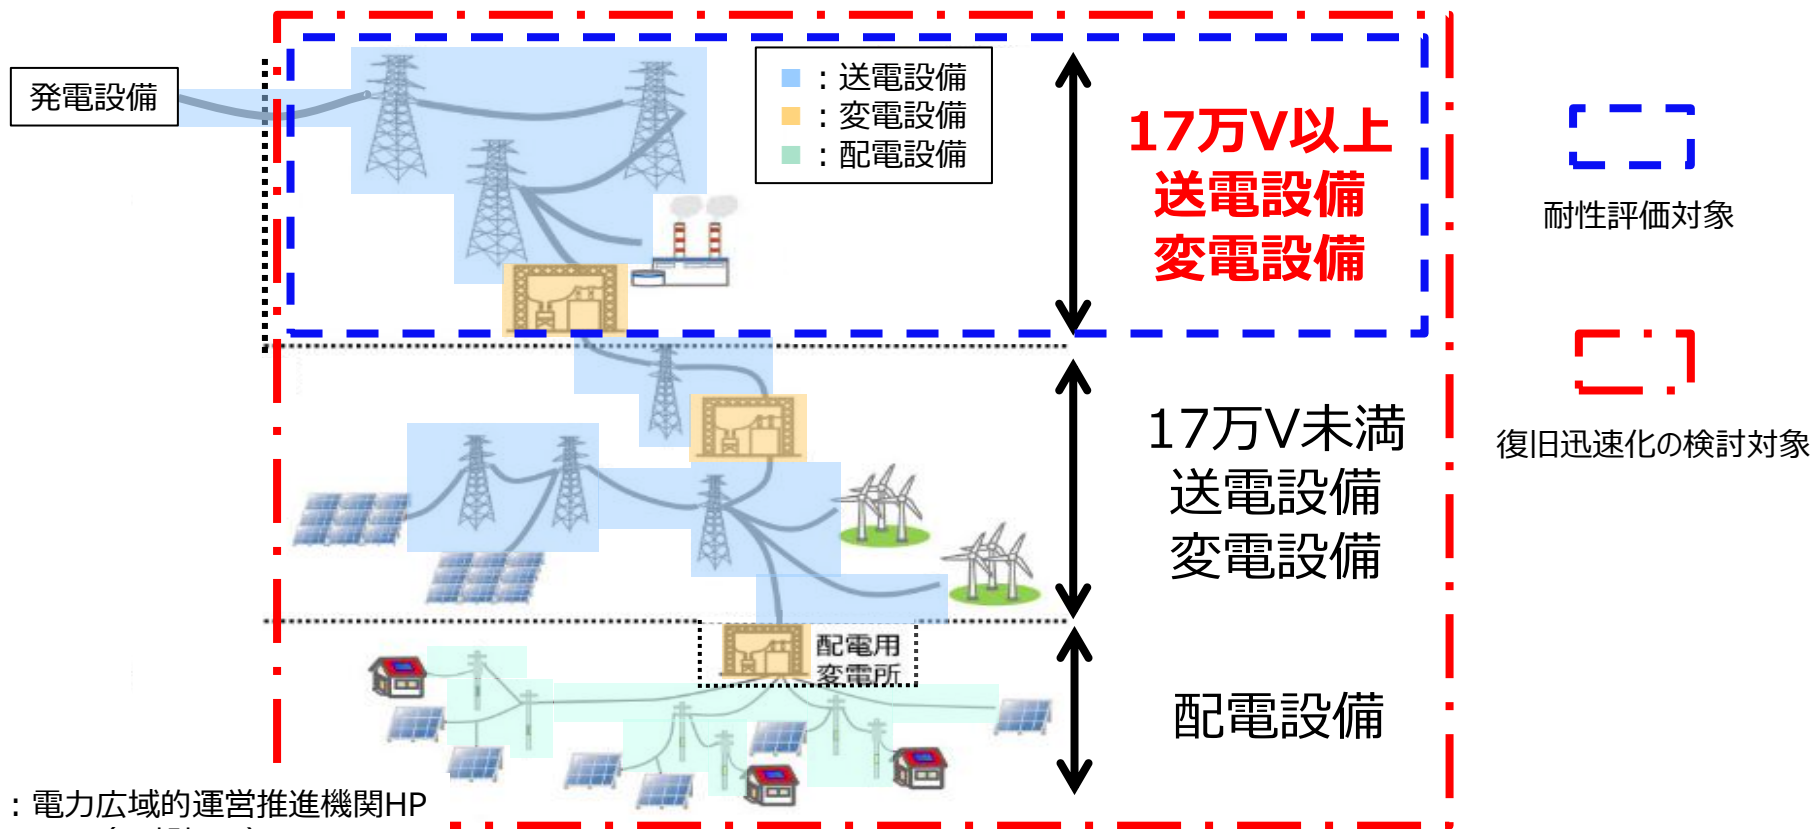 発電設備
：送電設備
：変電設備
：配電設備
17万V以上
送電設備
変電設備
耐性評価対象
復旧迅速化の検討対象
17万V未満
送電設備
変電設備
配電用
変電所
配電設備
：電力広域的運営推進機関HP